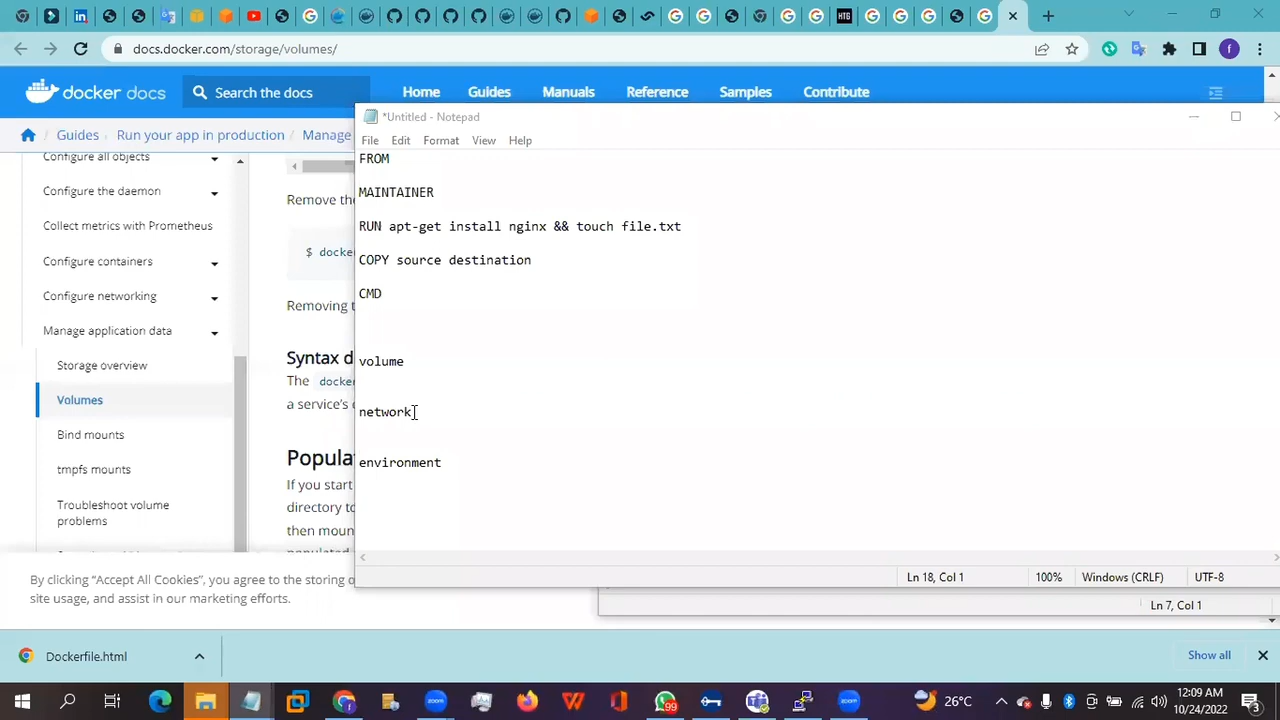 docs.docker.com/storage/volumes/
docker docs
Search the docs
Home
Guides
Manuals
Reference
Samples
Contribute
Guides
Run your app in production
Manage
Configure all objects
Configure the daemon
Collect metrics with Prometheus
Configure containers
Configure networking
Manage application data
Storage overview
Volumes
Bind mounts
tmpfs mounts
Troubleshoot volume
problems
Remove the
$ docke
Removing t
Syntax d
The docke
a service's
Popula
If you start
directory to
then moun
By clicking “Accept All Cookies”, you agree to the storing o
site usage, and assist in our marketing efforts.
*Untitled - Notepad
File Edit Format View Help
FROM
MAINTAINER
RUN apt-get install nginx && touch file.txt
COPY source destination
CMD
volume
network
environment
Ln 18, Col 1
100%
Windows (CRLF)
UTF-8
Ln 7, Col 1
Dockerfile.html
Show all
26°C
12:09 AM
10/24/2022